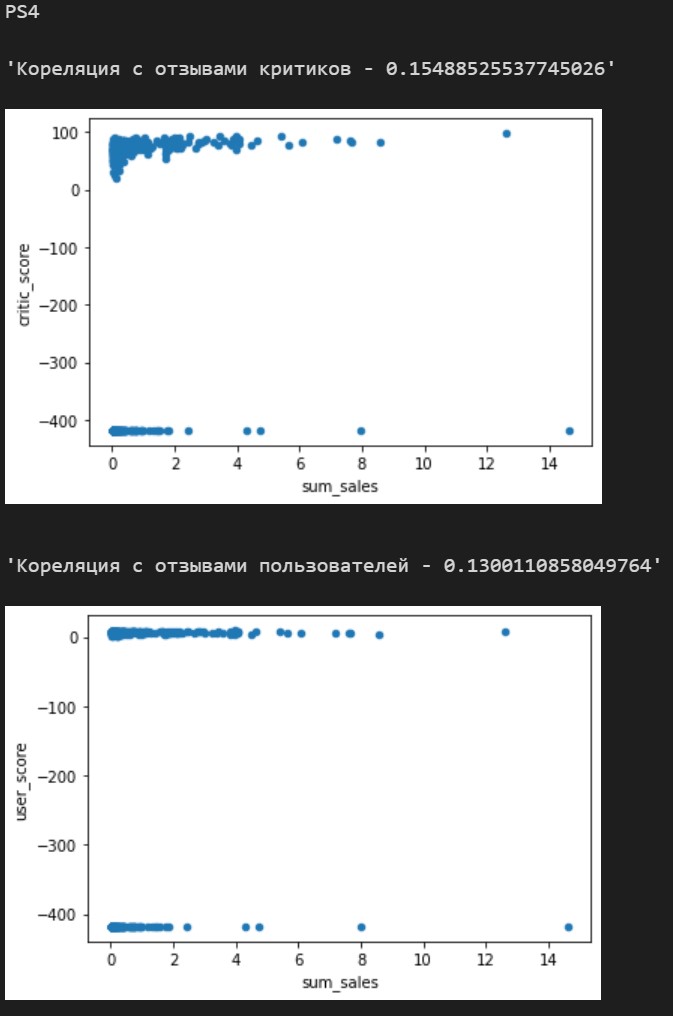 PS4
'Кореляция с отзывами критиков - 0.15488525537745026'
100
0
−100
−200
−300
−400
critic_score
0 2 4 6 8 10 12 14
sum_sales
'Кореляция с отзывами пользователей - 0.1300110858049764'
0
−100
−200
−300
−400
user_score
0 2 4 6 8 10 12 14
sum_sales